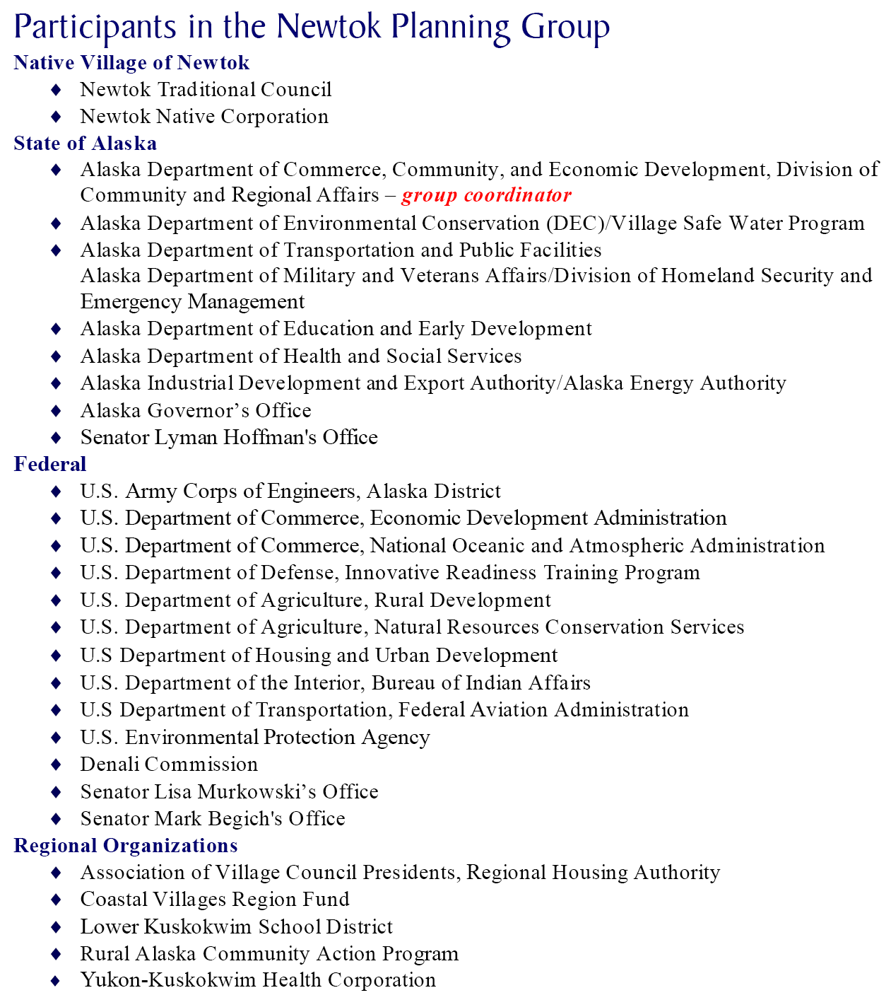 Participants in the Newtok Planning Group
Native Village of Newtok
♦ Newtok Traditional Council
♦ Newtok Native Corporation
State of Alaska
♦ Alaska Department of Commerce, Community, and Economic Development, Division of
Community and Regional Affairs – group coordinator
♦ Alaska Department of Environmental Conservation (DEC)/Village Safe Water Program
♦ Alaska Department of Transportation and Public Facilities
Alaska Department of Military and Veterans Affairs/Division of Homeland Security and
Emergency Management
♦ Alaska Department of Education and Early Development
♦ Alaska Department of Health and Social Services
♦ Alaska Industrial Development and Export Authority/Alaska Energy Authority
♦ Alaska Governor’s Office
♦ Senator Lyman Hoffman's Office
Federal
♦ U.S. Army Corps of Engineers, Alaska District
♦ U.S. Department of Commerce, Economic Development Administration
♦ U.S. Department of Commerce, National Oceanic and Atmospheric Administration
♦ U.S. Department of Defense, Innovative Readiness Training Program
♦ U.S. Department of Agriculture, Rural Development
♦ U.S. Department of Agriculture, Natural Resources Conservation Services
♦ U.S Department of Housing and Urban Development
♦ U.S. Department of the Interior, Bureau of Indian Affairs
♦ U.S Department of Transportation, Federal Aviation Administration
♦ U.S. Environmental Protection Agency
♦ Denali Commission
♦ Senator Lisa Murkowski’s Office
♦ Senator Mark Begich's Office
Regional Organizations
♦ Association of Village Council Presidents, Regional Housing Authority
♦ Coastal Villages Region Fund
♦ Lower Kuskokwim School District
♦ Rural Alaska Community Action Program
♦ Yukon-Kuskokwim Health Corporation